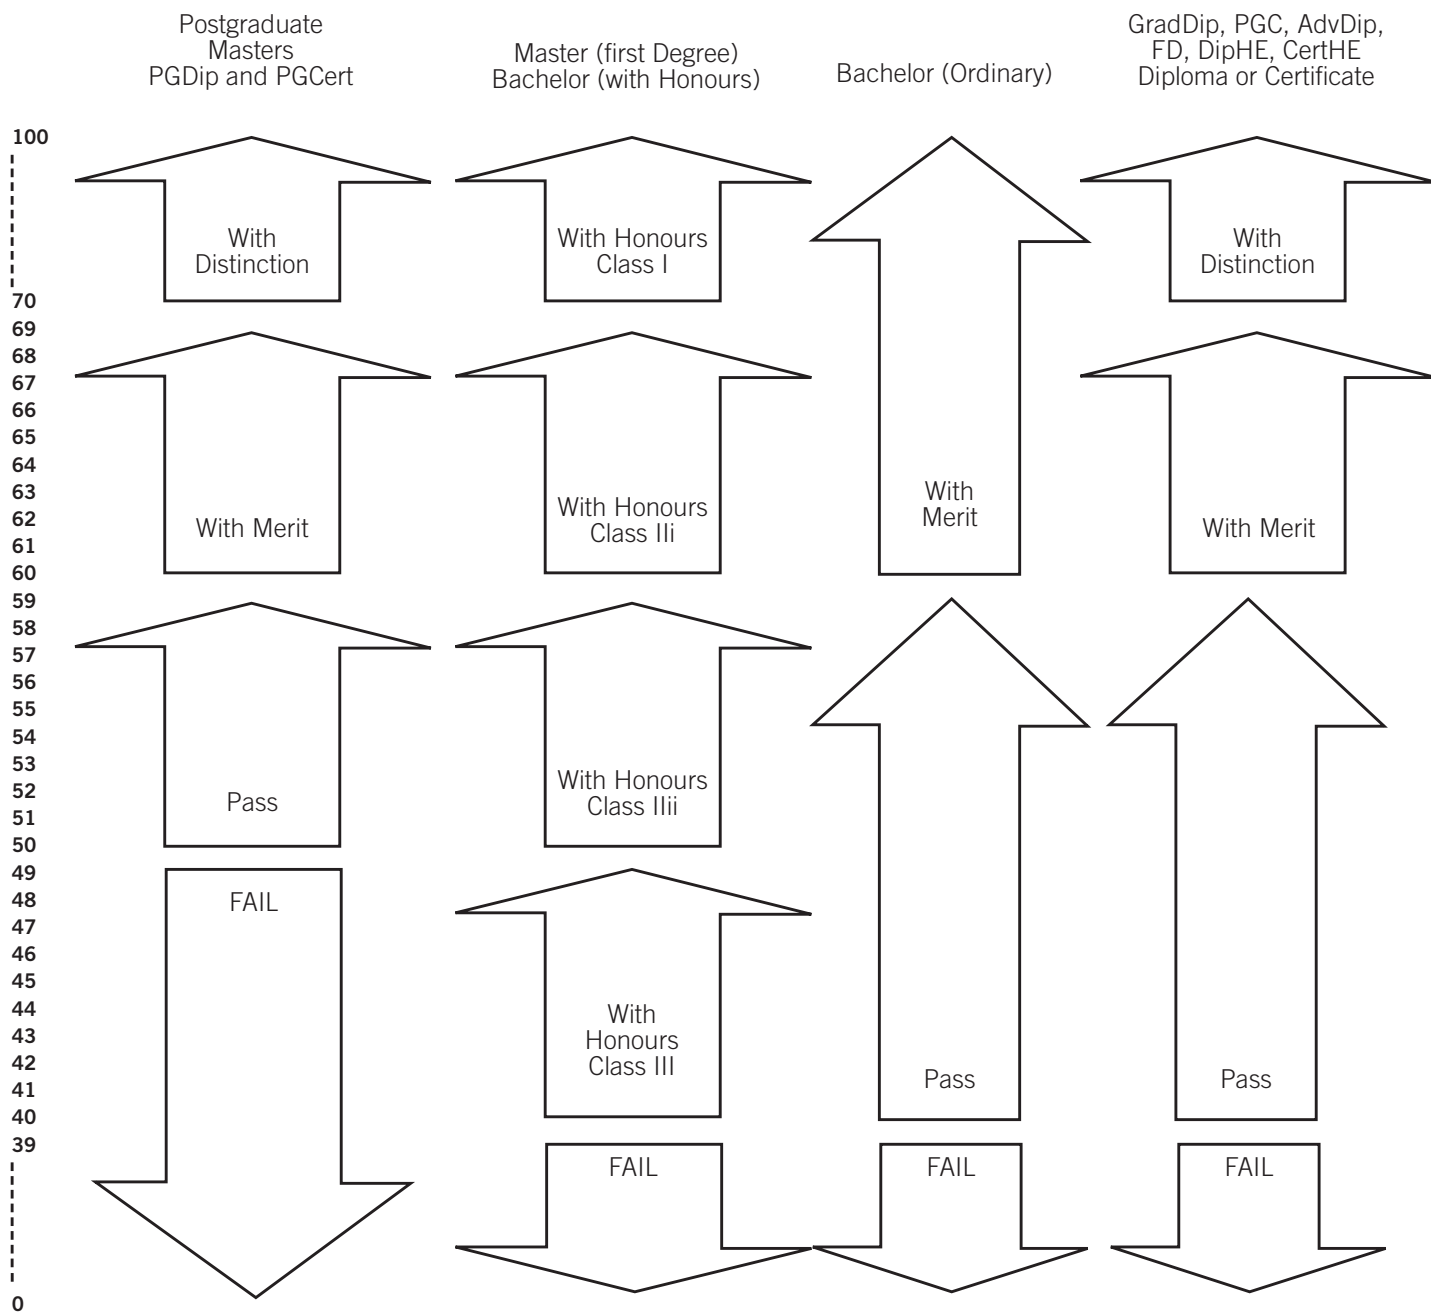 Postgraduate
Masters
PGDip and PGCert
Master (first Degree)
Bachelor (with Honours)
Bachelor (Ordinary)
GradDip, PGC, AdvDip,
FD, DipHE, CertHE
Diploma or Certificate
100
With
Distinction
With Honours
Class I
With
Distinction
70
69
68
67
66
65
64
63
62
61
60
With Merit
With Honours
Class IIi
With
Merit
With Merit
59
58
57
56
55
54
53
52
51
50
Pass
With Honours
Class IIii
49
48
47
46
45
44
43
42
41
40
FAIL
With
Honours
Class III
Pass
Pass
39
FAIL
FAIL
FAIL
0